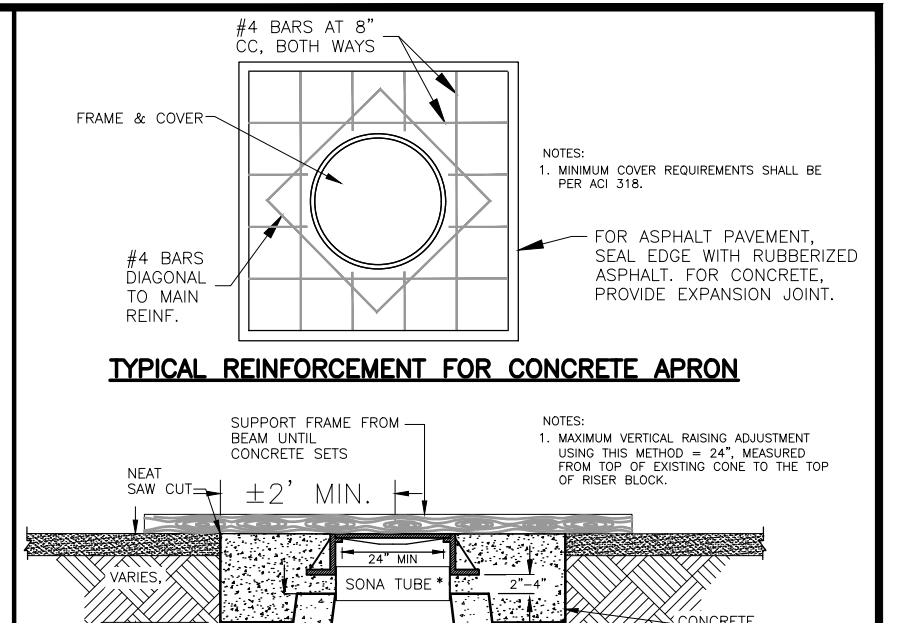 #4 BARS AT 8"
CC, BOTH WAYS
FRAME & COVER
NOTES:
1. MINIMUM COVER REQUIREMENTS SHALL BE
PER ACI 318.
FOR ASPHALT PAVEMENT,
SEAL EDGE WITH RUBBERIZED
ASPHALT. FOR CONCRETE,
PROVIDE EXPANSION JOINT.
#4 BARS
DIAGONAL
TO MAIN
REINF.
TYPICAL REINFORCEMENT FOR CONCRETE APRON
SUPPORT FRAME FROM
BEAM UNTIL
CONCRETE SETS
NOTES:
1. MAXIMUM VERTICAL RAISING ADJUSTMENT
USING THIS METHOD = 24", MEASURED
FROM TOP OF EXISTING CONE TO THE TOP
OF RISER BLOCK.
NEAT
SAW CUT
±2' MIN.
24" MIN
VARIES,
SONA TUBE*
2"-4"
CONCRETE